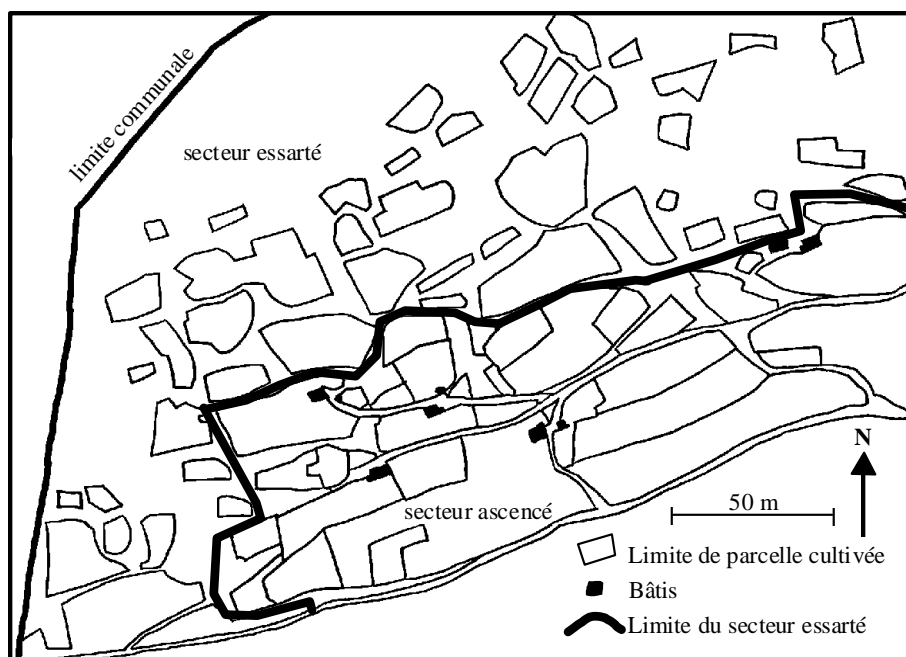 limite communale
secteur essarté
N
secteur ascencé
50 m
Limite de parcelle cultivée
Bâtis
Limite du secteur essarté